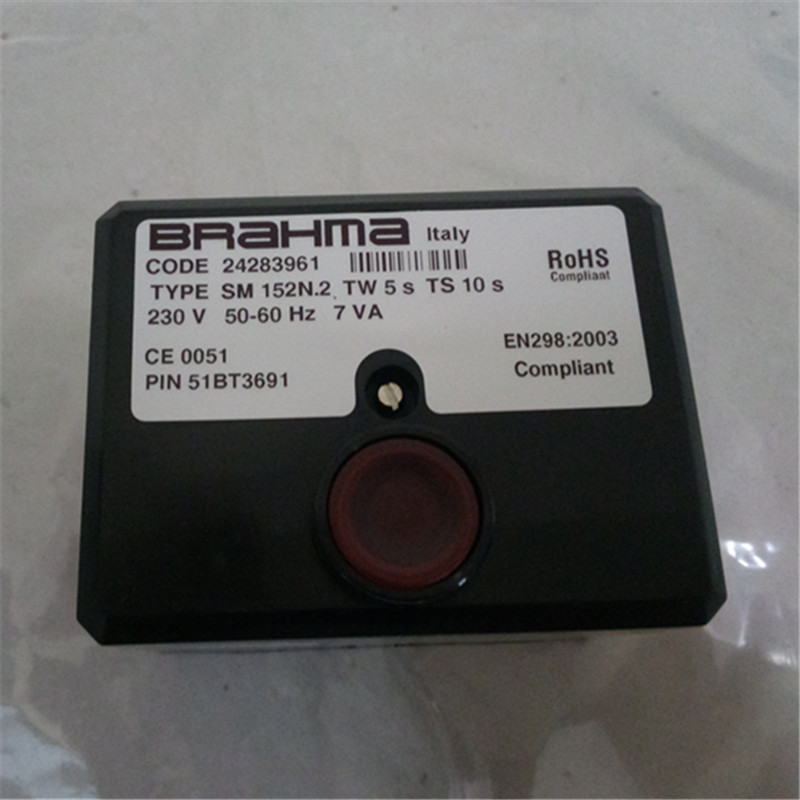 BRAHMA Italy
CODE 24283961
RoHS
Compliant
TYPE SM 152N.2 TW 5 s TS 10 s
230 V 50-60 Hz 7 VA
CE 0051
EN298:2003
PIN 51BT3691
Compliant